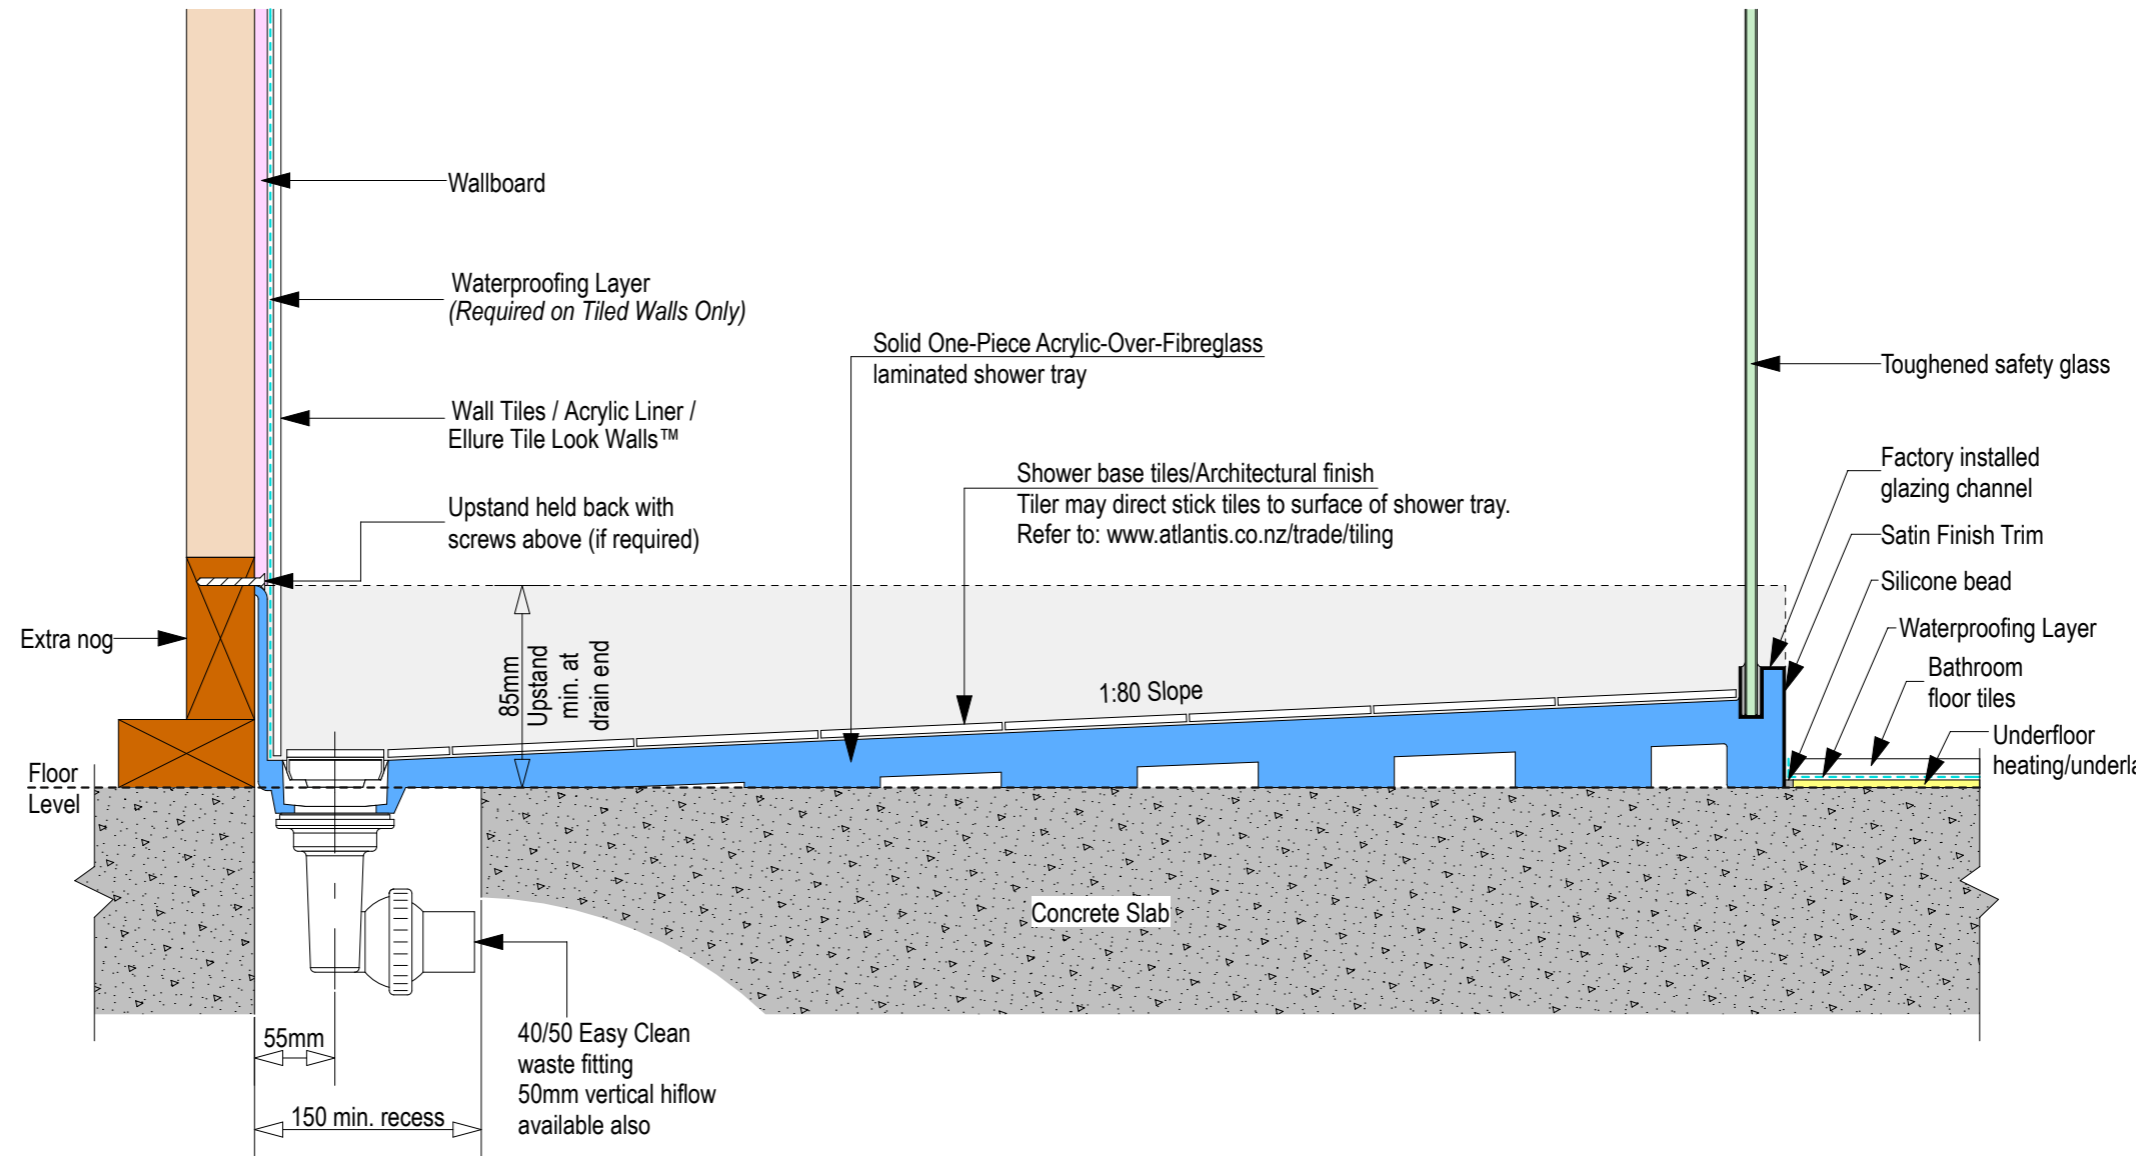 Wallboard
Waterproofing Layer
(Required on Tiled Walls Only)
Solid One-Piece Acrylic-Over-Fibreglass
laminated shower tray
Toughened safety glass
Wall Tiles / Acrylic Liner /
Ellure Tile Look Walls™
Shower base tiles/Architectural finish
Tiler may direct stick tiles to surface of shower tray.
Refer to: www.atlantis.co.nz/trade/tiling
Factory installed
glazing channel
Upstand held back with
screws above (if required)
Satin Finish Trim
Silicone bead
Extra nog
Waterproofing Layer
85mm
Upstand
min. at
drain end
1:80 Slope
Bathroom
floor tiles
Underfloor
heating/underla
Floor
Level
Concrete Slab
55mm
40/50 Easy Clean
waste fitting
50mm vertical hiflow
available also
150 min. recess